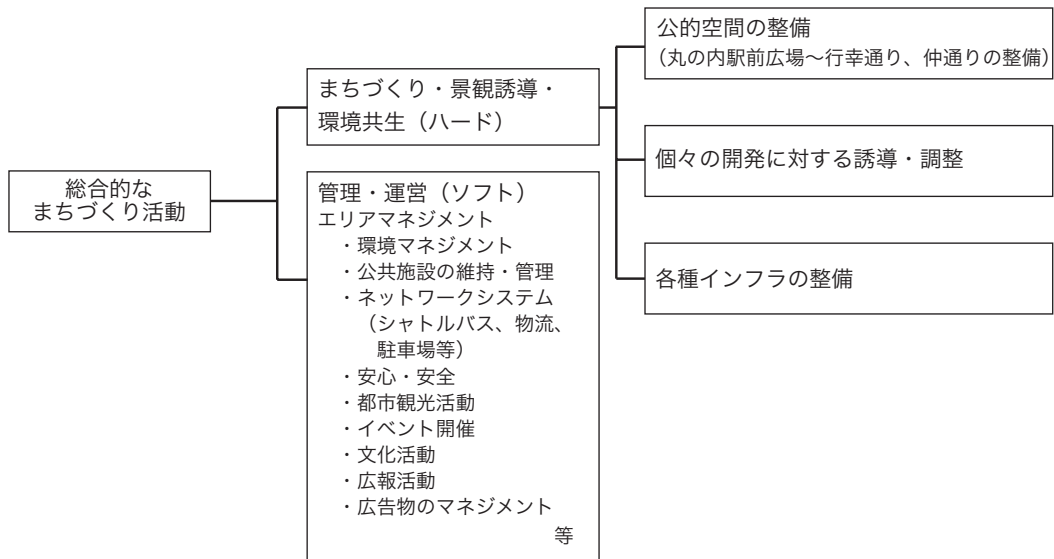 総合的な
まちづくり活動
まちづくり・景観誘導・
環境共生（ハード）
管理・運営（ソフト）
エリアマネジメント
・環境マネジメント
・公共施設の維持・管理
・ネットワークシステム
（シャトルバス、物流、
駐車場等）
・安心・安全
・都市観光活動
・イベント開催
・文化活動
・広報活動
・広告物のマネジメント
等
公的空間の整備
（丸の内駅前広場〜行幸通り、仲通りの整備）
個々の開発に対する誘導・調整
各種インフラの整備